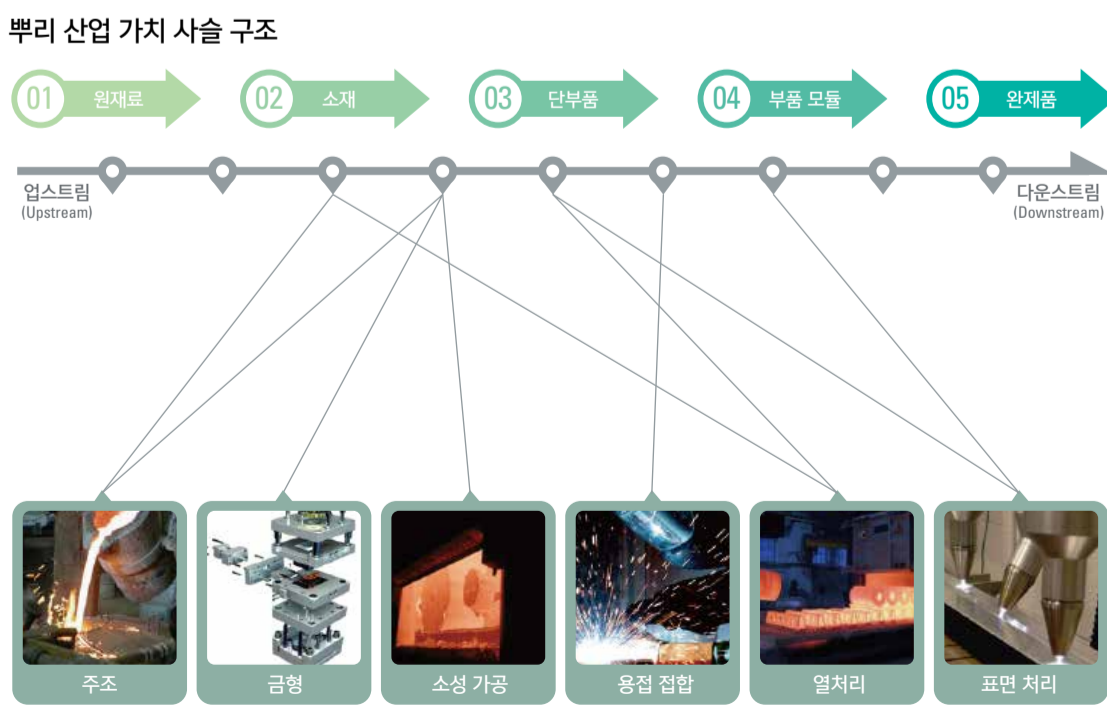 뿌리 산업 가치 사슬 구조
01 원재료
02 소재
03 단부품
04 부품 모듈
05 완제품
업스트림
(Upstream)
다운스트림
(Downstream)
주조
금형
소성 가공
용접 접합
열처리
표면 처리